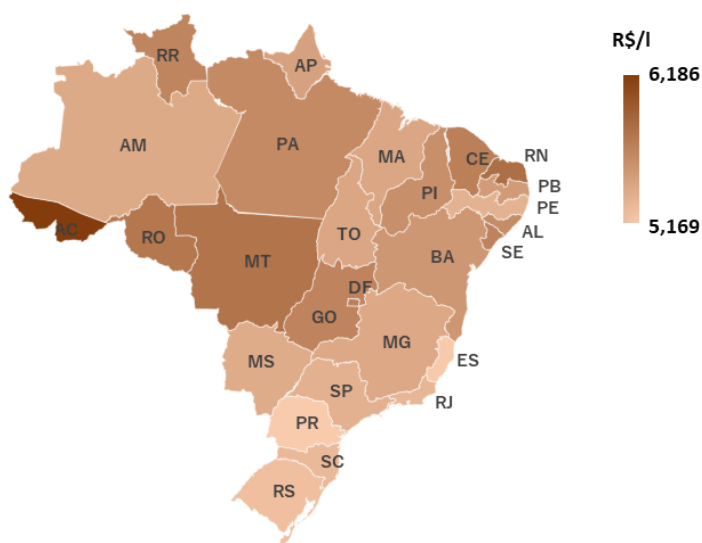 RR
AP
R$/l
6,186
5,169
AM
PA
MA
CE
RN
PI
PB
PE
AL
SE
AC
RO
MT
TO
BA
DF
GO
MG
MS
ES
SP
RJ
PR
SC
RS